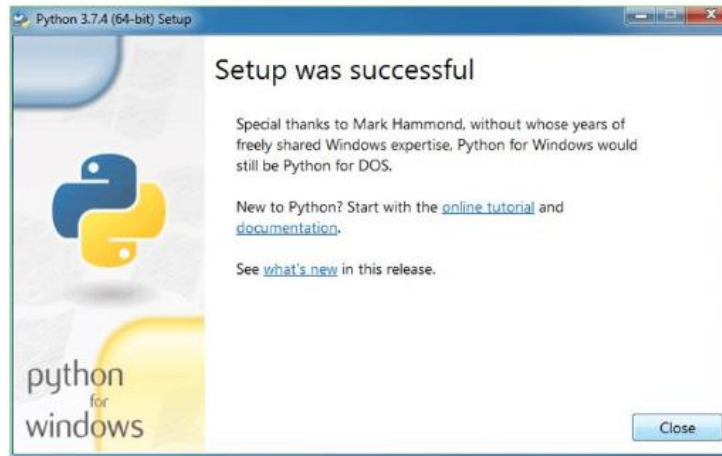 Python 3.7.4 (64-bit) Setup
Setup was successful
Special thanks to Mark Hammond, without whose years of
freely shared Windows expertise, Python for Windows would
still be Python for DOS.
New to Python? Start with the online tutorial and
documentation.
See what's new in this release.
python
for
windows
Close